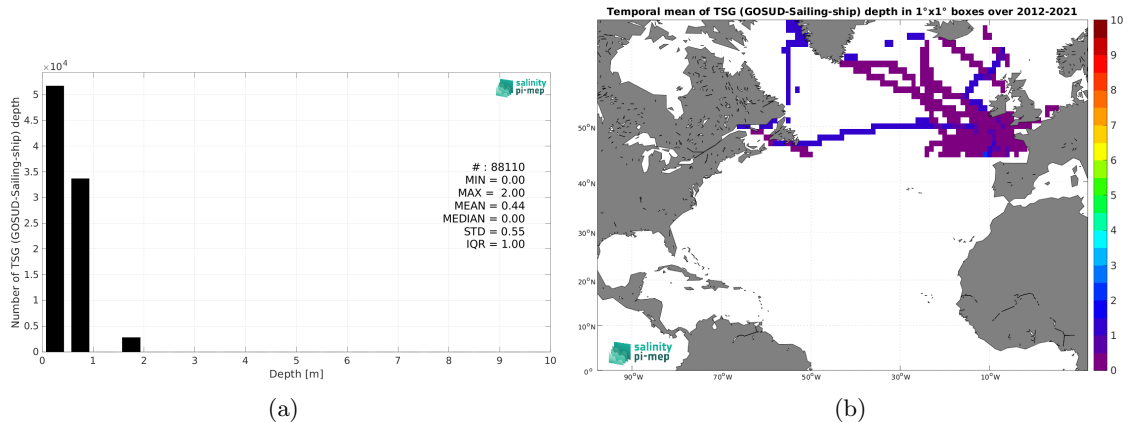 ×10⁴
5
4.5
4
3.5
3
2.5
2
1.5
1
0.5
0
Number of TSG (GOSUD-Sailing-ship) depth
salinity
pi-mep
# : 88110
MIN = 0.00
MAX = 2.00
MEAN = 0.44
MEDIAN = 0.00
STD = 0.55
IQR = 1.00
0 1 2 3 4 5 6 7 8 9 10
Depth [m]
(a)
Temporal mean of TSG (GOSUD-Sailing-ship) depth in 1°x1° boxes over 2012-2021
50°N
40°N
30°N
20°N
10°N
0°
90°W 70°W 50°W 30°W 10°W
salinity
pi-mep
10
9
8
7
6
5
4
3
2
1
0
(b)